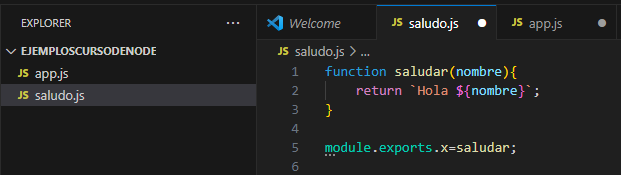 EXPLORER ...
Welcome JS saludo.js JS app.js
EJEMPLOSCURSODENODE
JS saludo.js > ...
JS app.js
JS saludo.js
1 function saludar(nombre){
2 return `Hola ${nombre}`;
3 }
4
5 module.exports.x=saludar;
6